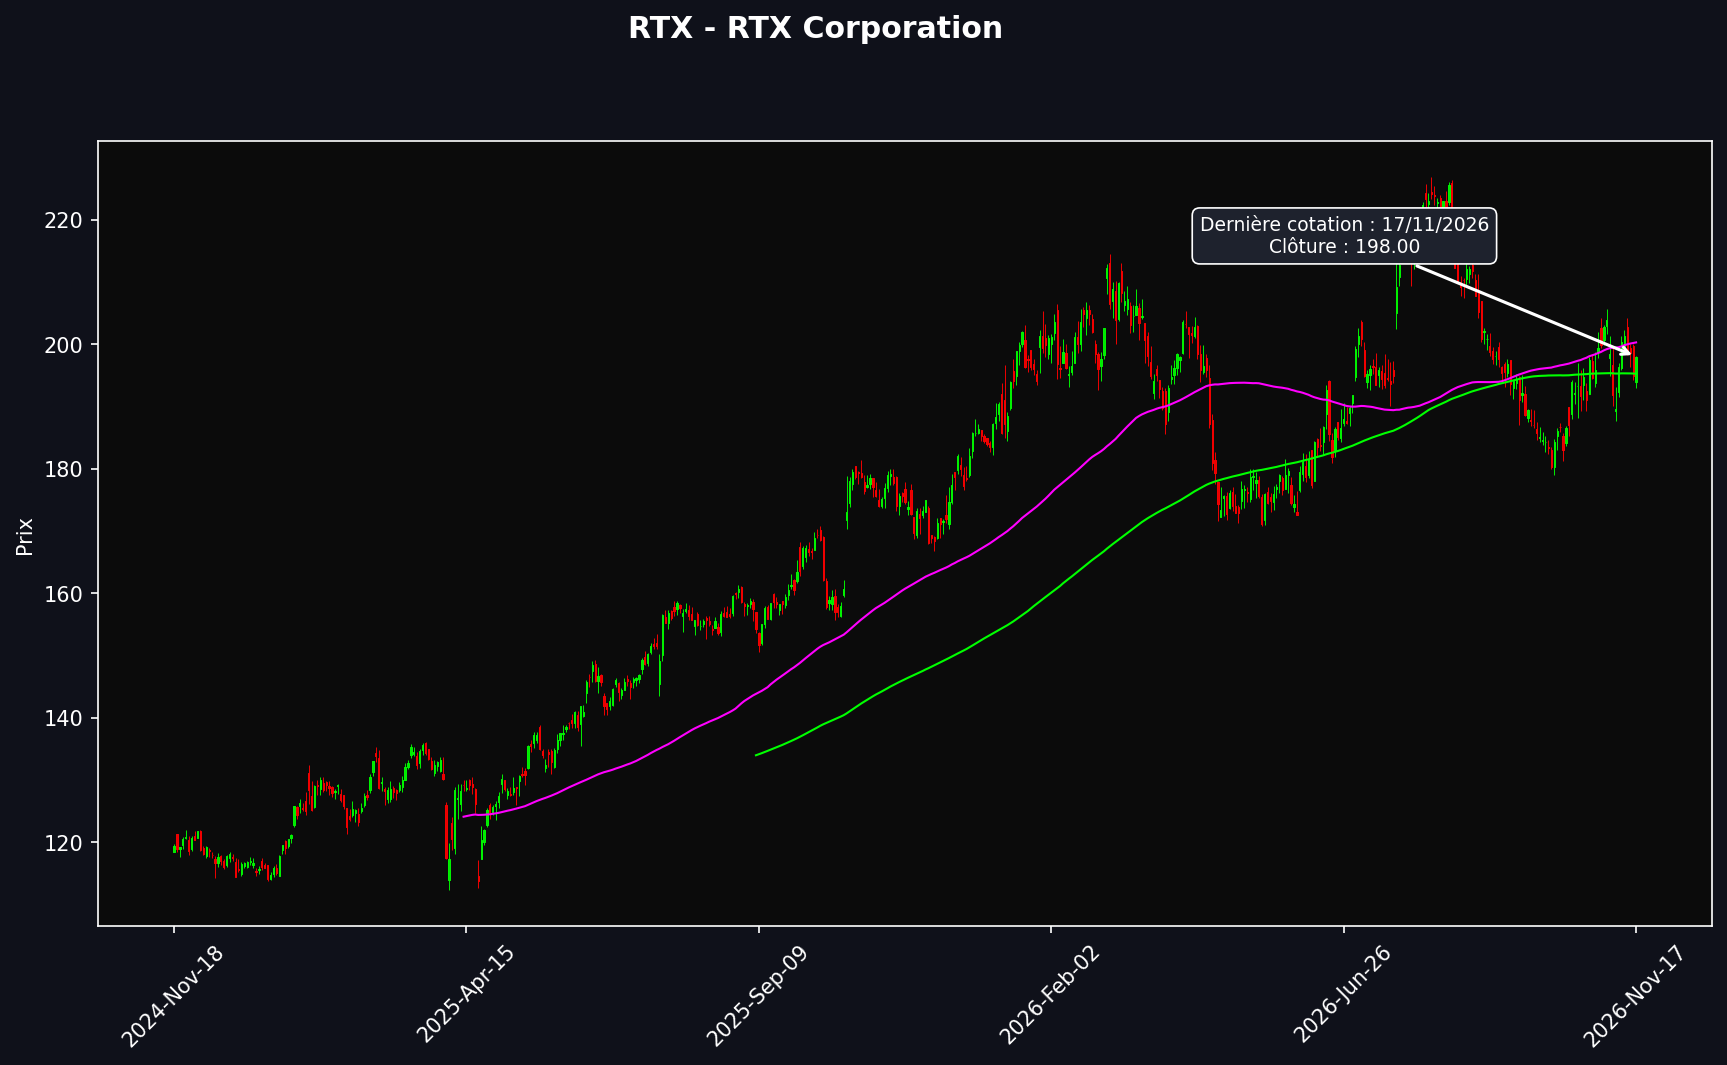 RTX - RTX Corporation
Dernière cotation : 17/11/2026
Clôture : 198.00
Prix
220
200
180
160
140
120
2024-Nov-18
2025-Apr-15
2025-Sep-09
2026-Feb-02
2026-Jun-26
2026-Nov-17